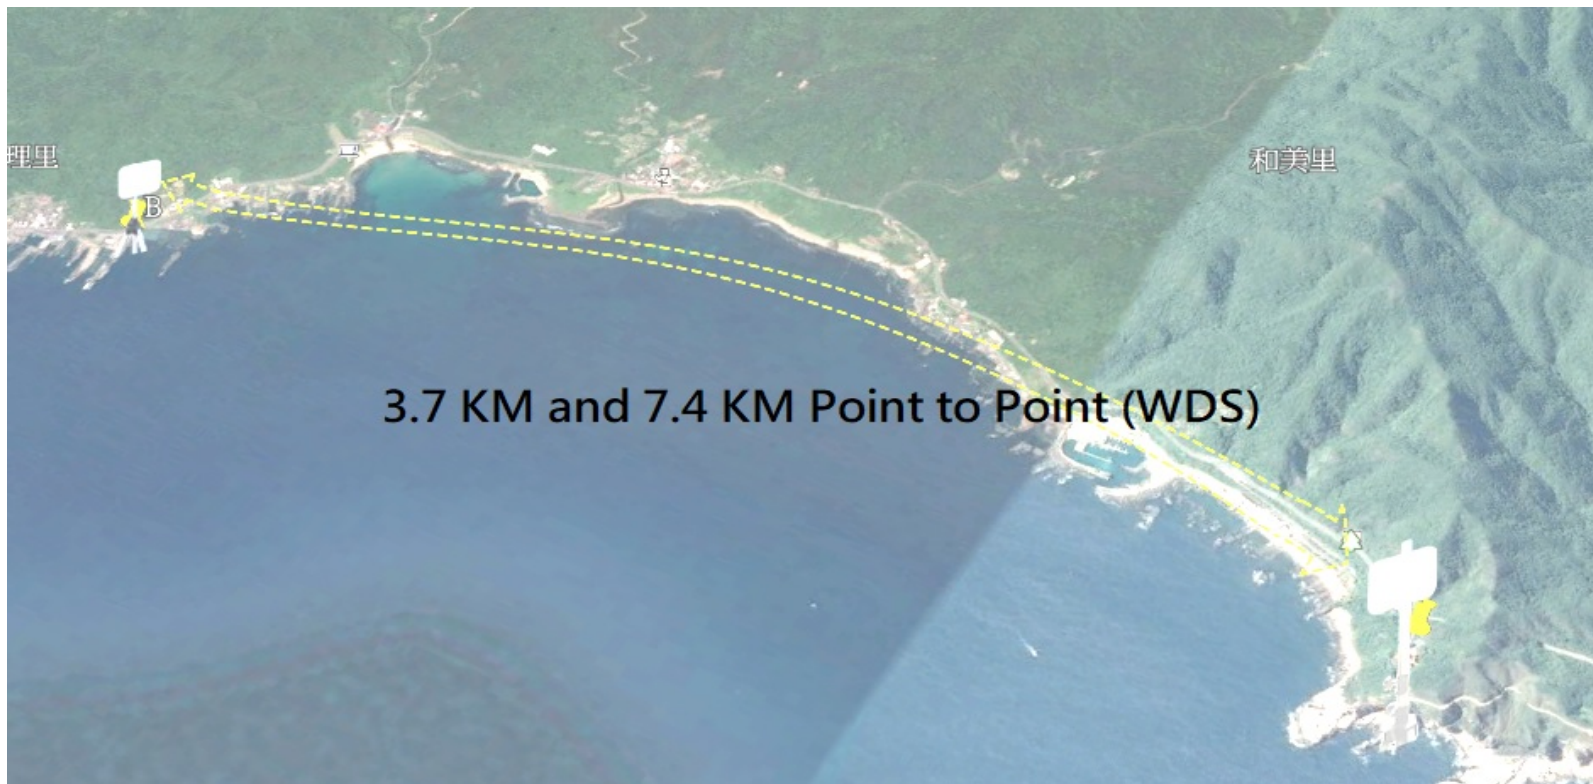 理里
和美里
B
3.7 KM and 7.4 KM Point to Point (WDS)